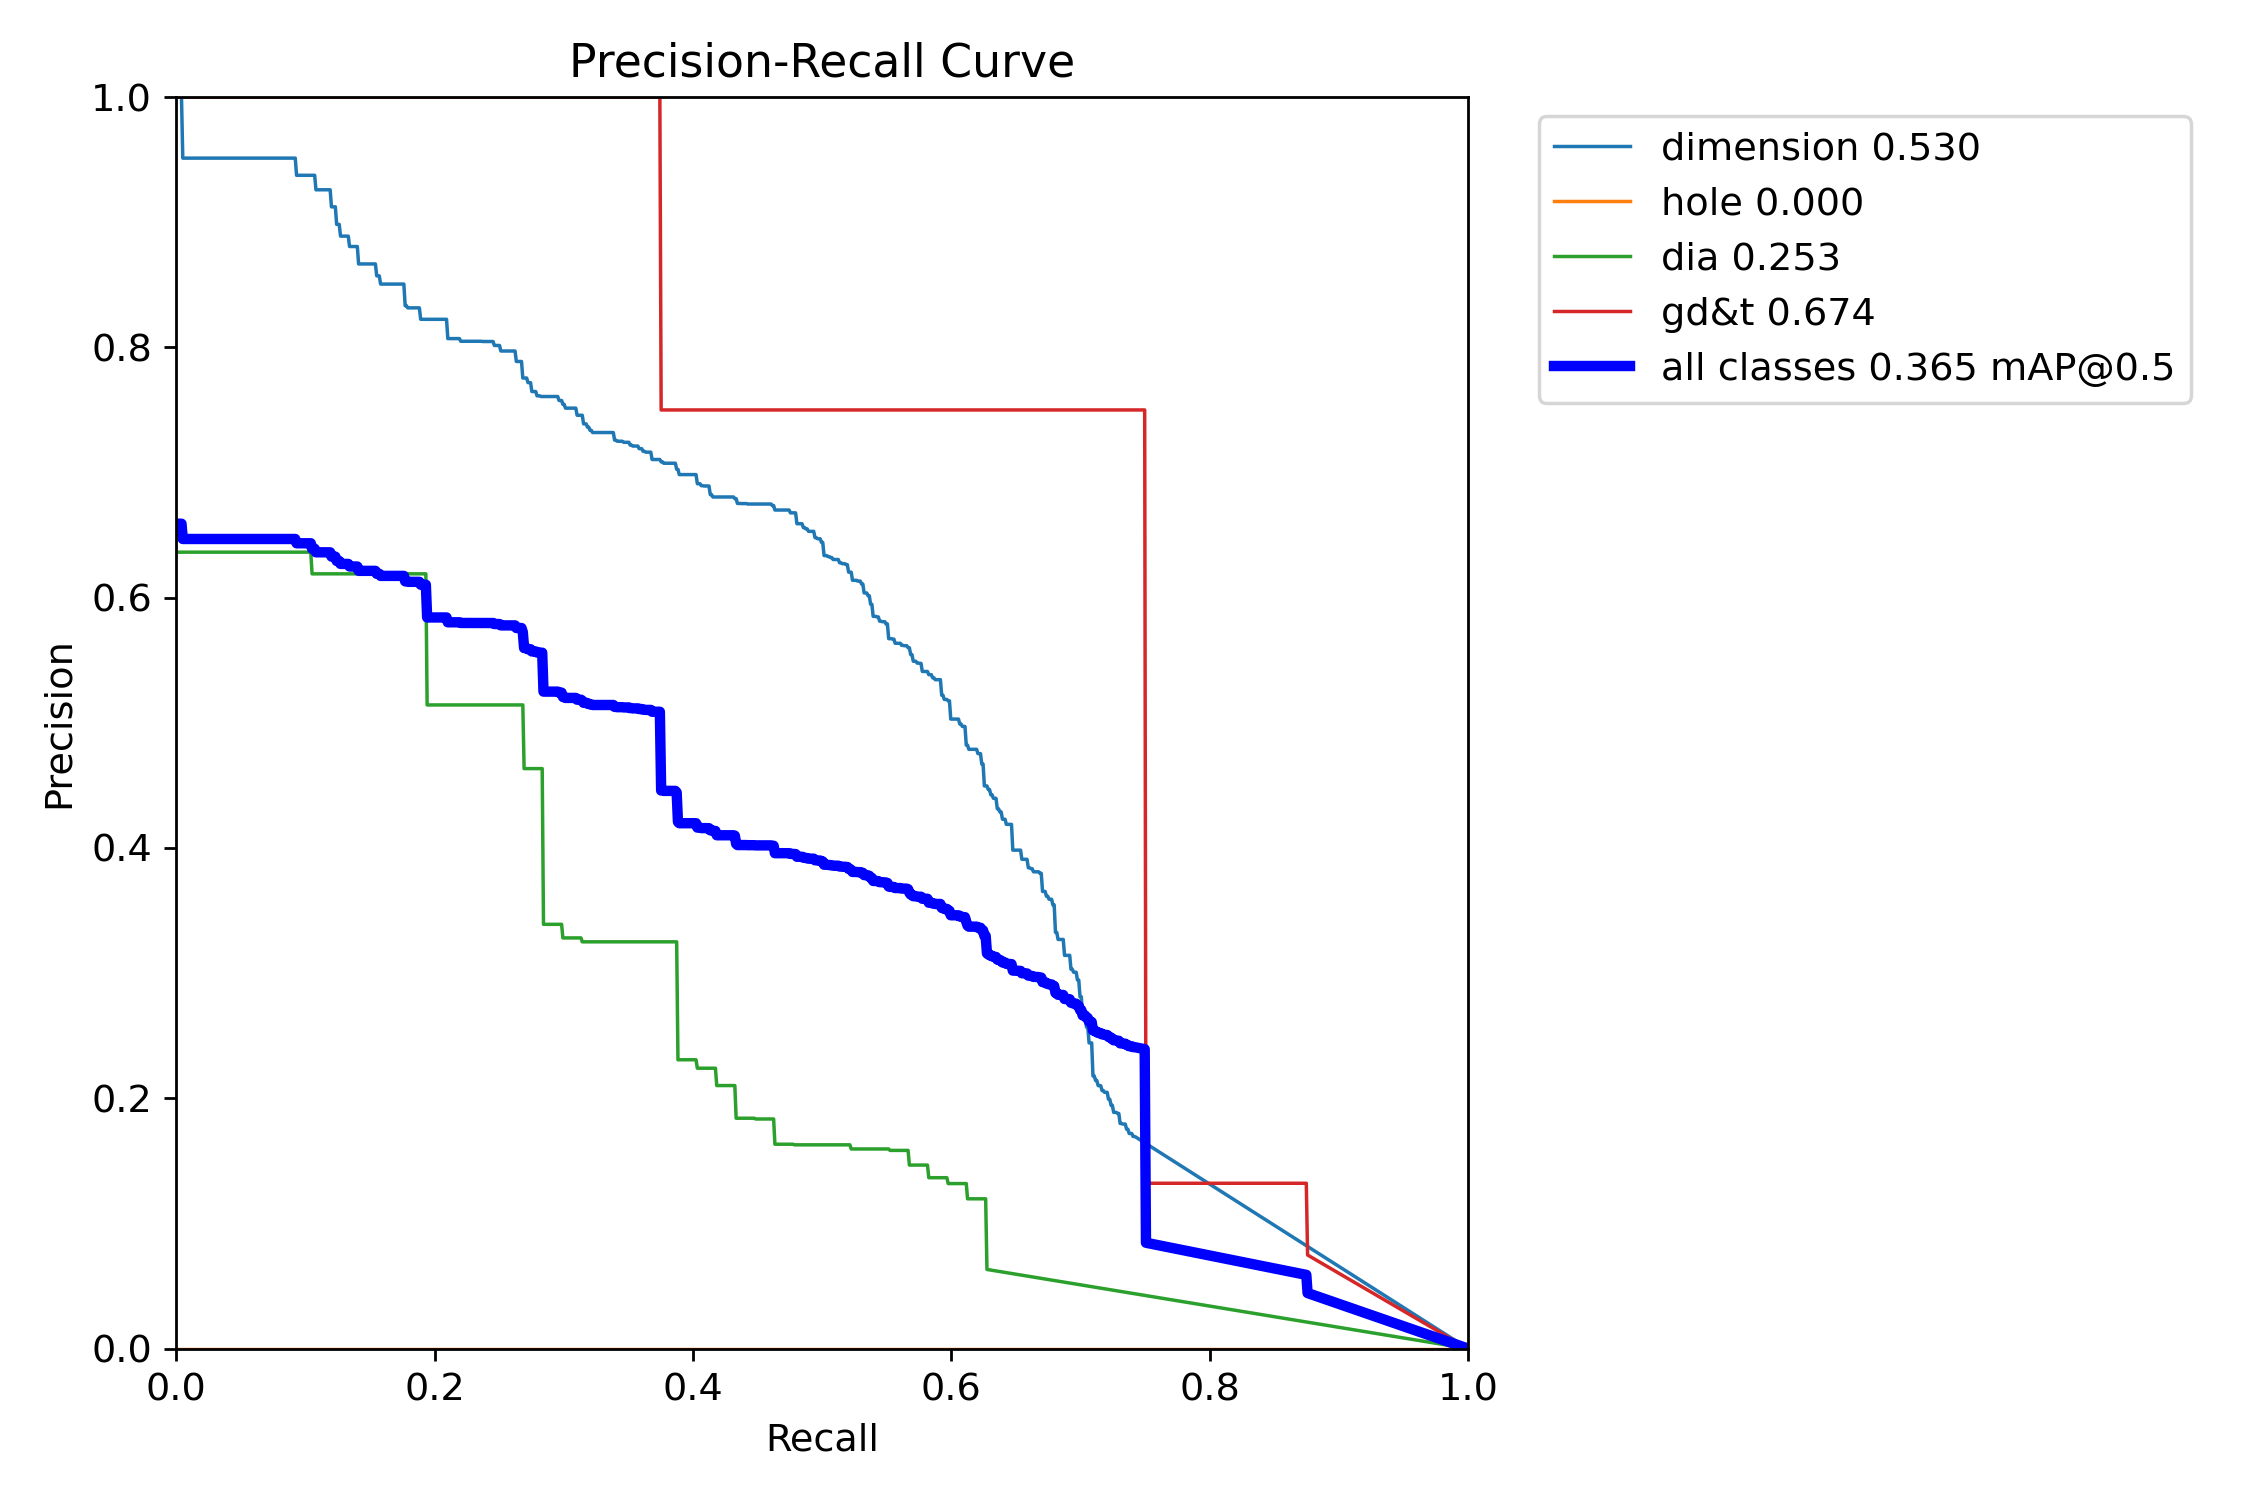 Precision-Recall Curve
1.0
0.8
0.6
0.4
0.2
0.0
Precision
0.0 0.2 0.4 0.6 0.8 1.0
Recall
dimension 0.530
hole 0.000
dia 0.253
gd&t 0.674
all classes 0.365 mAP@0.5